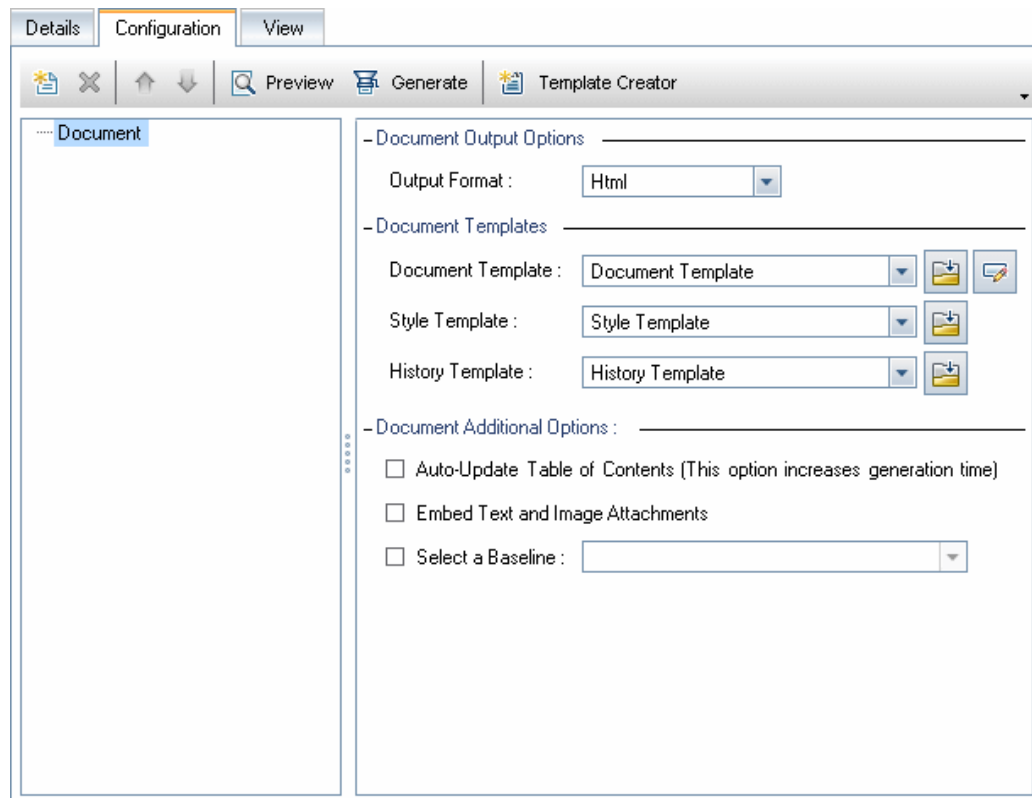 Details Configuration View
Preview Generate Template Creator
Document
Document Output Options
Output Format : Html
Document Templates
Document Template : Document Template
Style Template : Style Template
History Template : History Template
Document Additional Options :
Auto-Update Table of Contents (This option increases generation time)
Embed Text and Image Attachments
Select a Baseline :